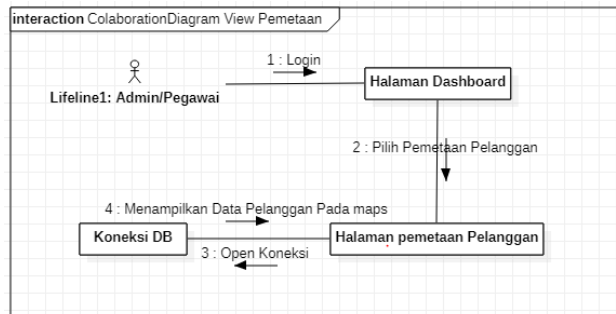 interaction ColaborationDiagram View Pemetaan
1 : Login
Halaman Dashboard
Lifeline1: Admin/Pegawai
2 : Pilih Pemetaan Pelanggan
4 : Menampilkan Data Pelanggan Pada maps
Koneksi DB
Halaman pemetaan Pelanggan
3 : Open Koneksi